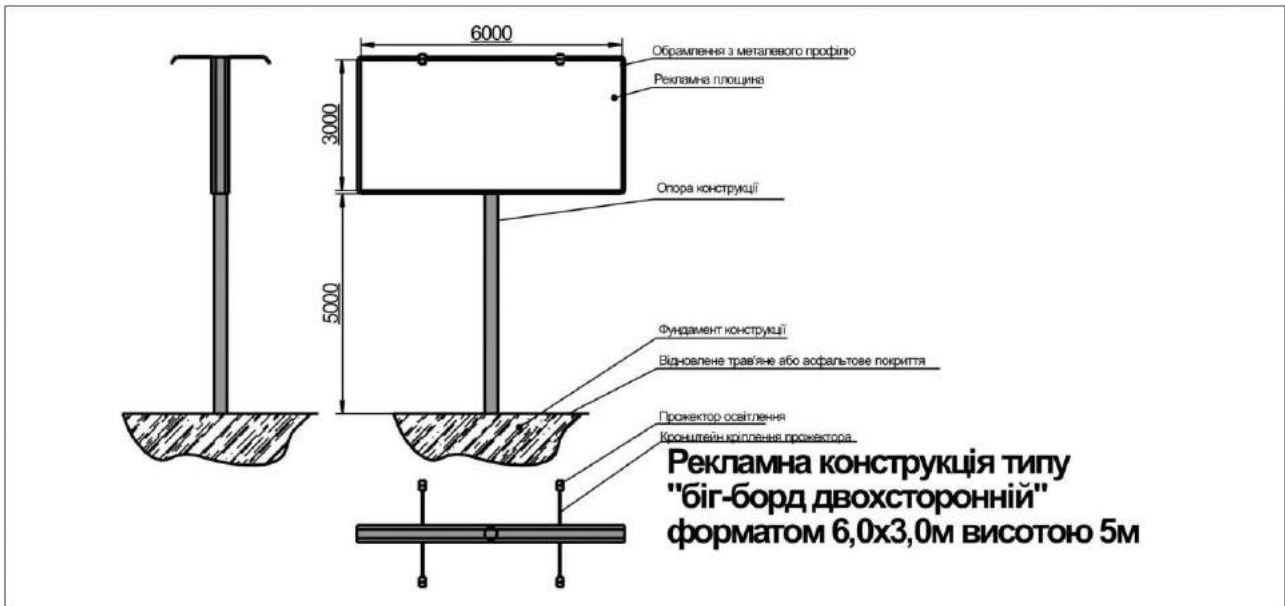 6000
Обрамлення з металевого профілю
Рекламна площина
3000
Опора конструкції
5000
Фундамент конструкції
Відновлене трав'яне або асфальтове покриття
Прожектор освітлення
Кронштейн кріплення прожектора
Рекламна конструкція типу
"біг-борд двохсторонній"
форматом 6,0х3,0м висотою 5м